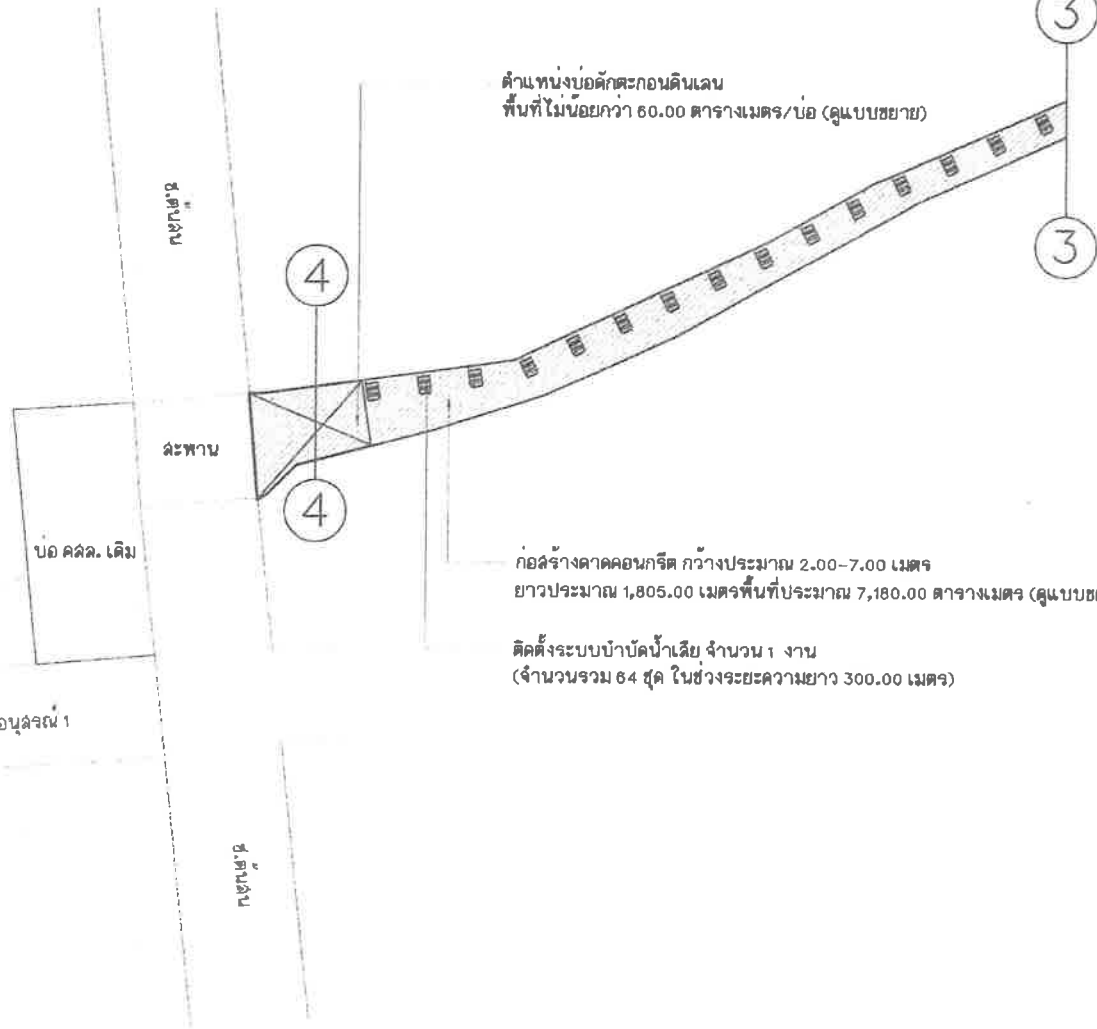 3
ตำแหน่งบ่อดักตะกอนดินเลน
พื้นที่ไม่น้อยกว่า 60.00 ตารางเมตร/บ่อ (ดูแบบขยาย)
ซ.ต้นสน
3
4
สะพาน
4
บ่อ คสล. เดิม
ก่อสร้างดาดคอนกรีต กว้างประมาณ 2.00-7.00 เมตร
ยาวประมาณ 1,805.00 เมตรพื้นที่ประมาณ 7,180.00 ตารางเมตร (ดูแบบ
ติดตั้งระบบบำบัดน้ำเสีย จำนวน 1 งาน
(จำนวนรวม 64 ชุด ในช่วงระยะความยาว 300.00 เมตร)
อนุสรณ์ 1
ซ.ต้นสน